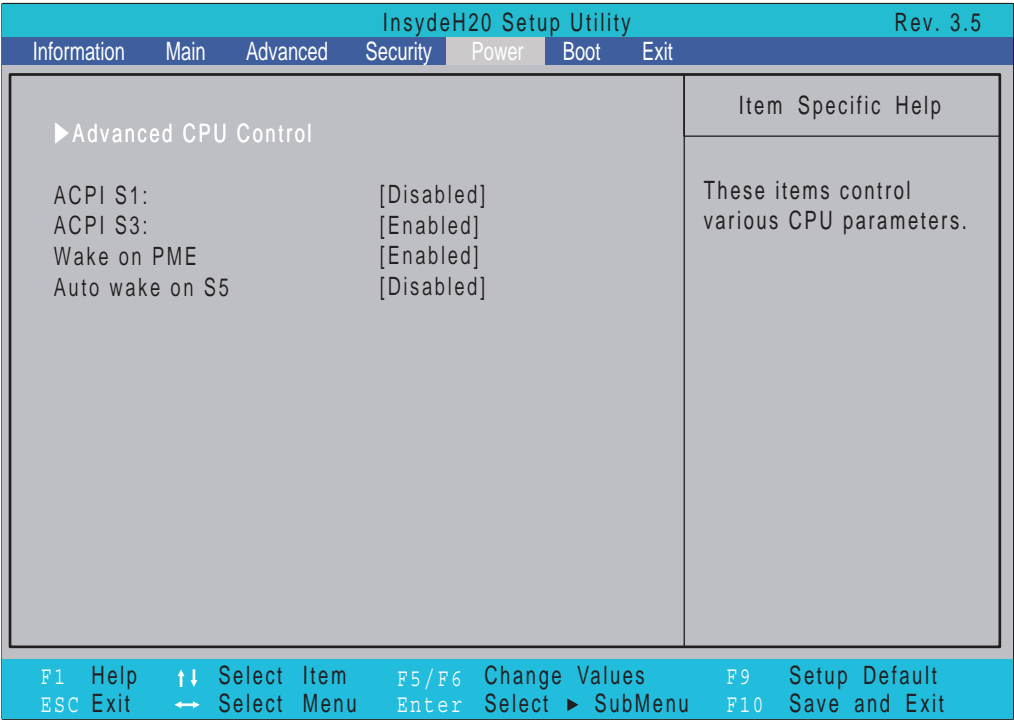 InsydeH20 Setup Utility Rev. 3.5
Information Main Advanced Security Power Boot Exit
Item Specific Help
▶Advanced CPU Control
ACPI S1: [Disabled]
ACPI S3: [Enabled]
Wake on PME [Enabled]
Auto wake on S5 [Disabled]
These items control
various CPU parameters.
F1 Help ↑↓ Select Item F5/F6 Change Values F9 Setup Default
ESC Exit ↔ Select Menu Enter Select ▶ SubMenu F10 Save and Exit